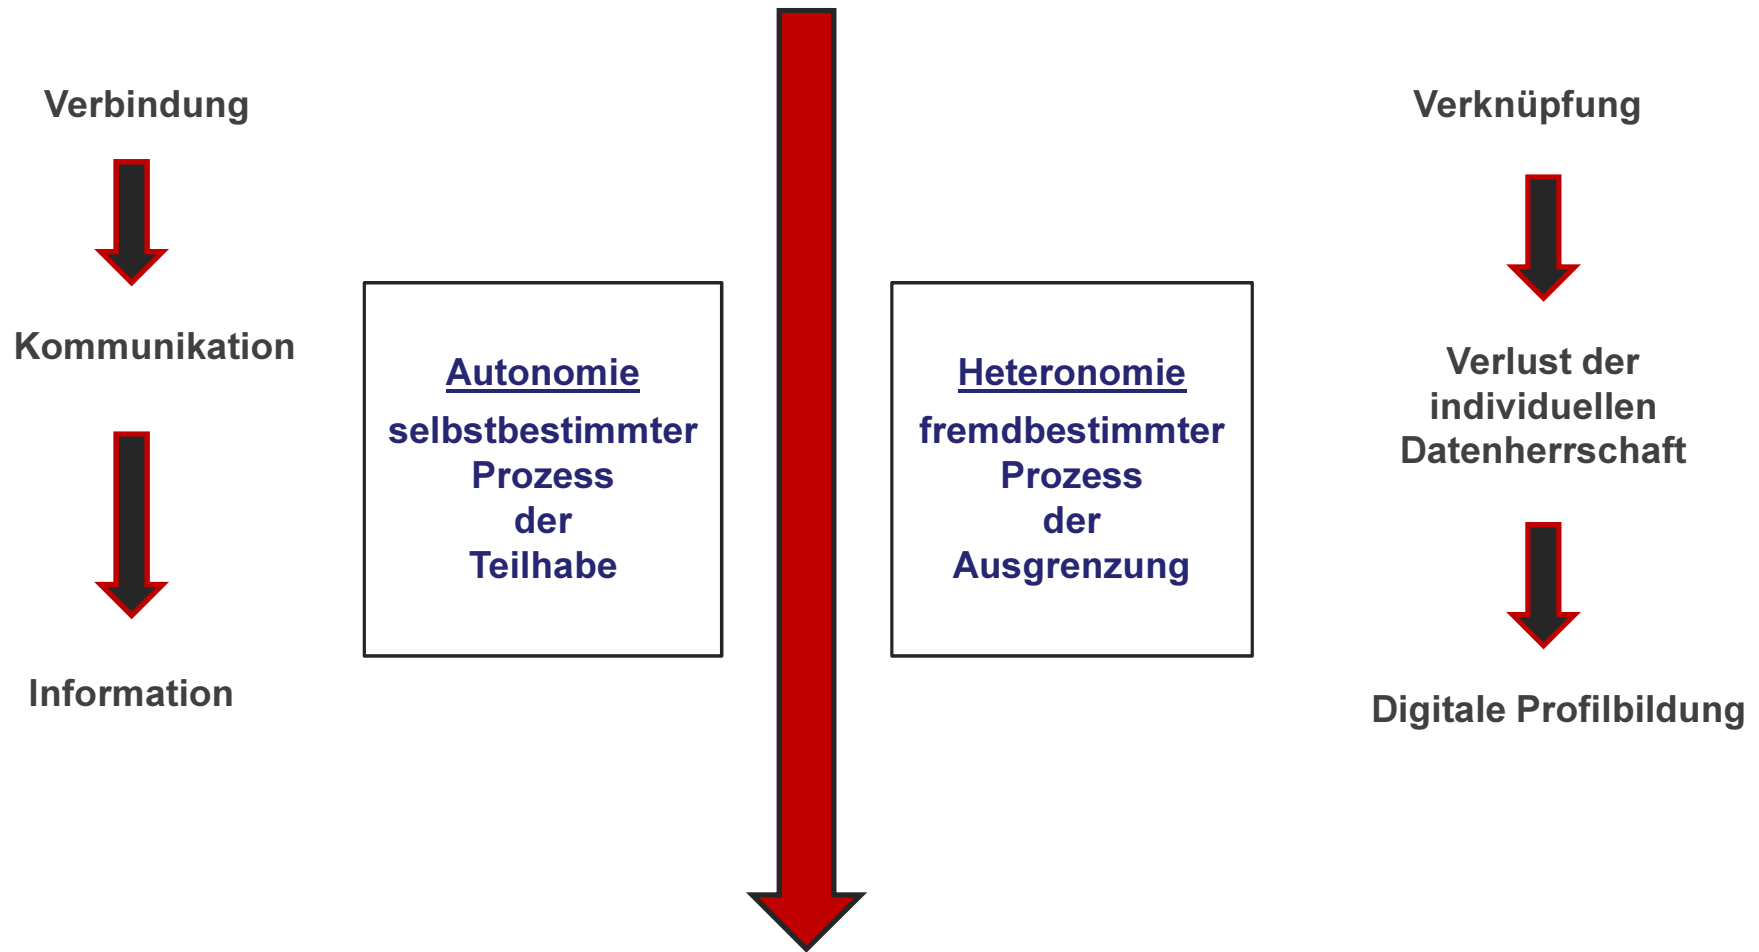 Verbindung
Kommunikation
Information
Autonomie
selbstbestimmter
Prozess
der
Teilhabe
Heteronomie
fremdbestimmter
Prozess
der
Ausgrenzung
Verknüpfung
Verlust der
individuellen
Datenherrschaft
Digitale Profilbildung